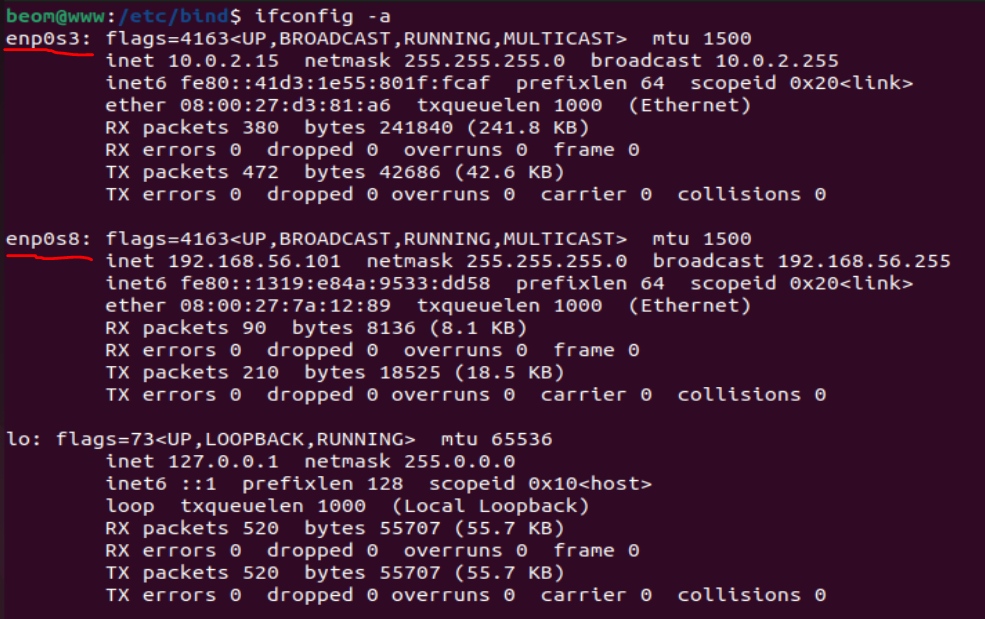 beom@www:/etc/bind$ ifconfig -a
enp0s3: flags=4163<UP,BROADCAST,RUNNING,MULTICAST>  mtu 1500
        inet 10.0.2.15  netmask 255.255.255.0  broadcast 10.0.2.255
        inet6 fe80::41d3:1e55:801f:fcaf  prefixlen 64  scopeid 0x20<link>
        ether 08:00:27:d3:81:a6  txqueuelen 1000  (Ethernet)
        RX packets 380  bytes 241840 (241.8 KB)
        RX errors 0  dropped 0  overruns 0  frame 0
        TX packets 472  bytes 42686 (42.6 KB)
        TX errors 0  dropped 0 overruns 0  carrier 0  collisions 0

enp0s8: flags=4163<UP,BROADCAST,RUNNING,MULTICAST>  mtu 1500
        inet 192.168.56.101  netmask 255.255.255.0  broadcast 192.168.56.255
        inet6 fe80::1319:e84a:9533:dd58  prefixlen 64  scopeid 0x20<link>
        ether 08:00:27:7a:12:89  txqueuelen 1000  (Ethernet)
        RX packets 90  bytes 8136 (8.1 KB)
        RX errors 0  dropped 0  overruns 0  frame 0
        TX packets 210  bytes 18525 (18.5 KB)
        TX errors 0  dropped 0 overruns 0  carrier 0  collisions 0

lo: flags=73<UP,LOOPBACK,RUNNING>  mtu 65536
        inet 127.0.0.1  netmask 255.0.0.0
        inet6 ::1  prefixlen 128  scopeid 0x10<host>
        loop  txqueuelen 1000  (Local Loopback)
        RX packets 520  bytes 55707 (55.7 KB)
        RX errors 0  dropped 0  overruns 0  frame 0
        TX packets 520  bytes 55707 (55.7 KB)
        TX errors 0  dropped 0 overruns 0  carrier 0  collisions 0